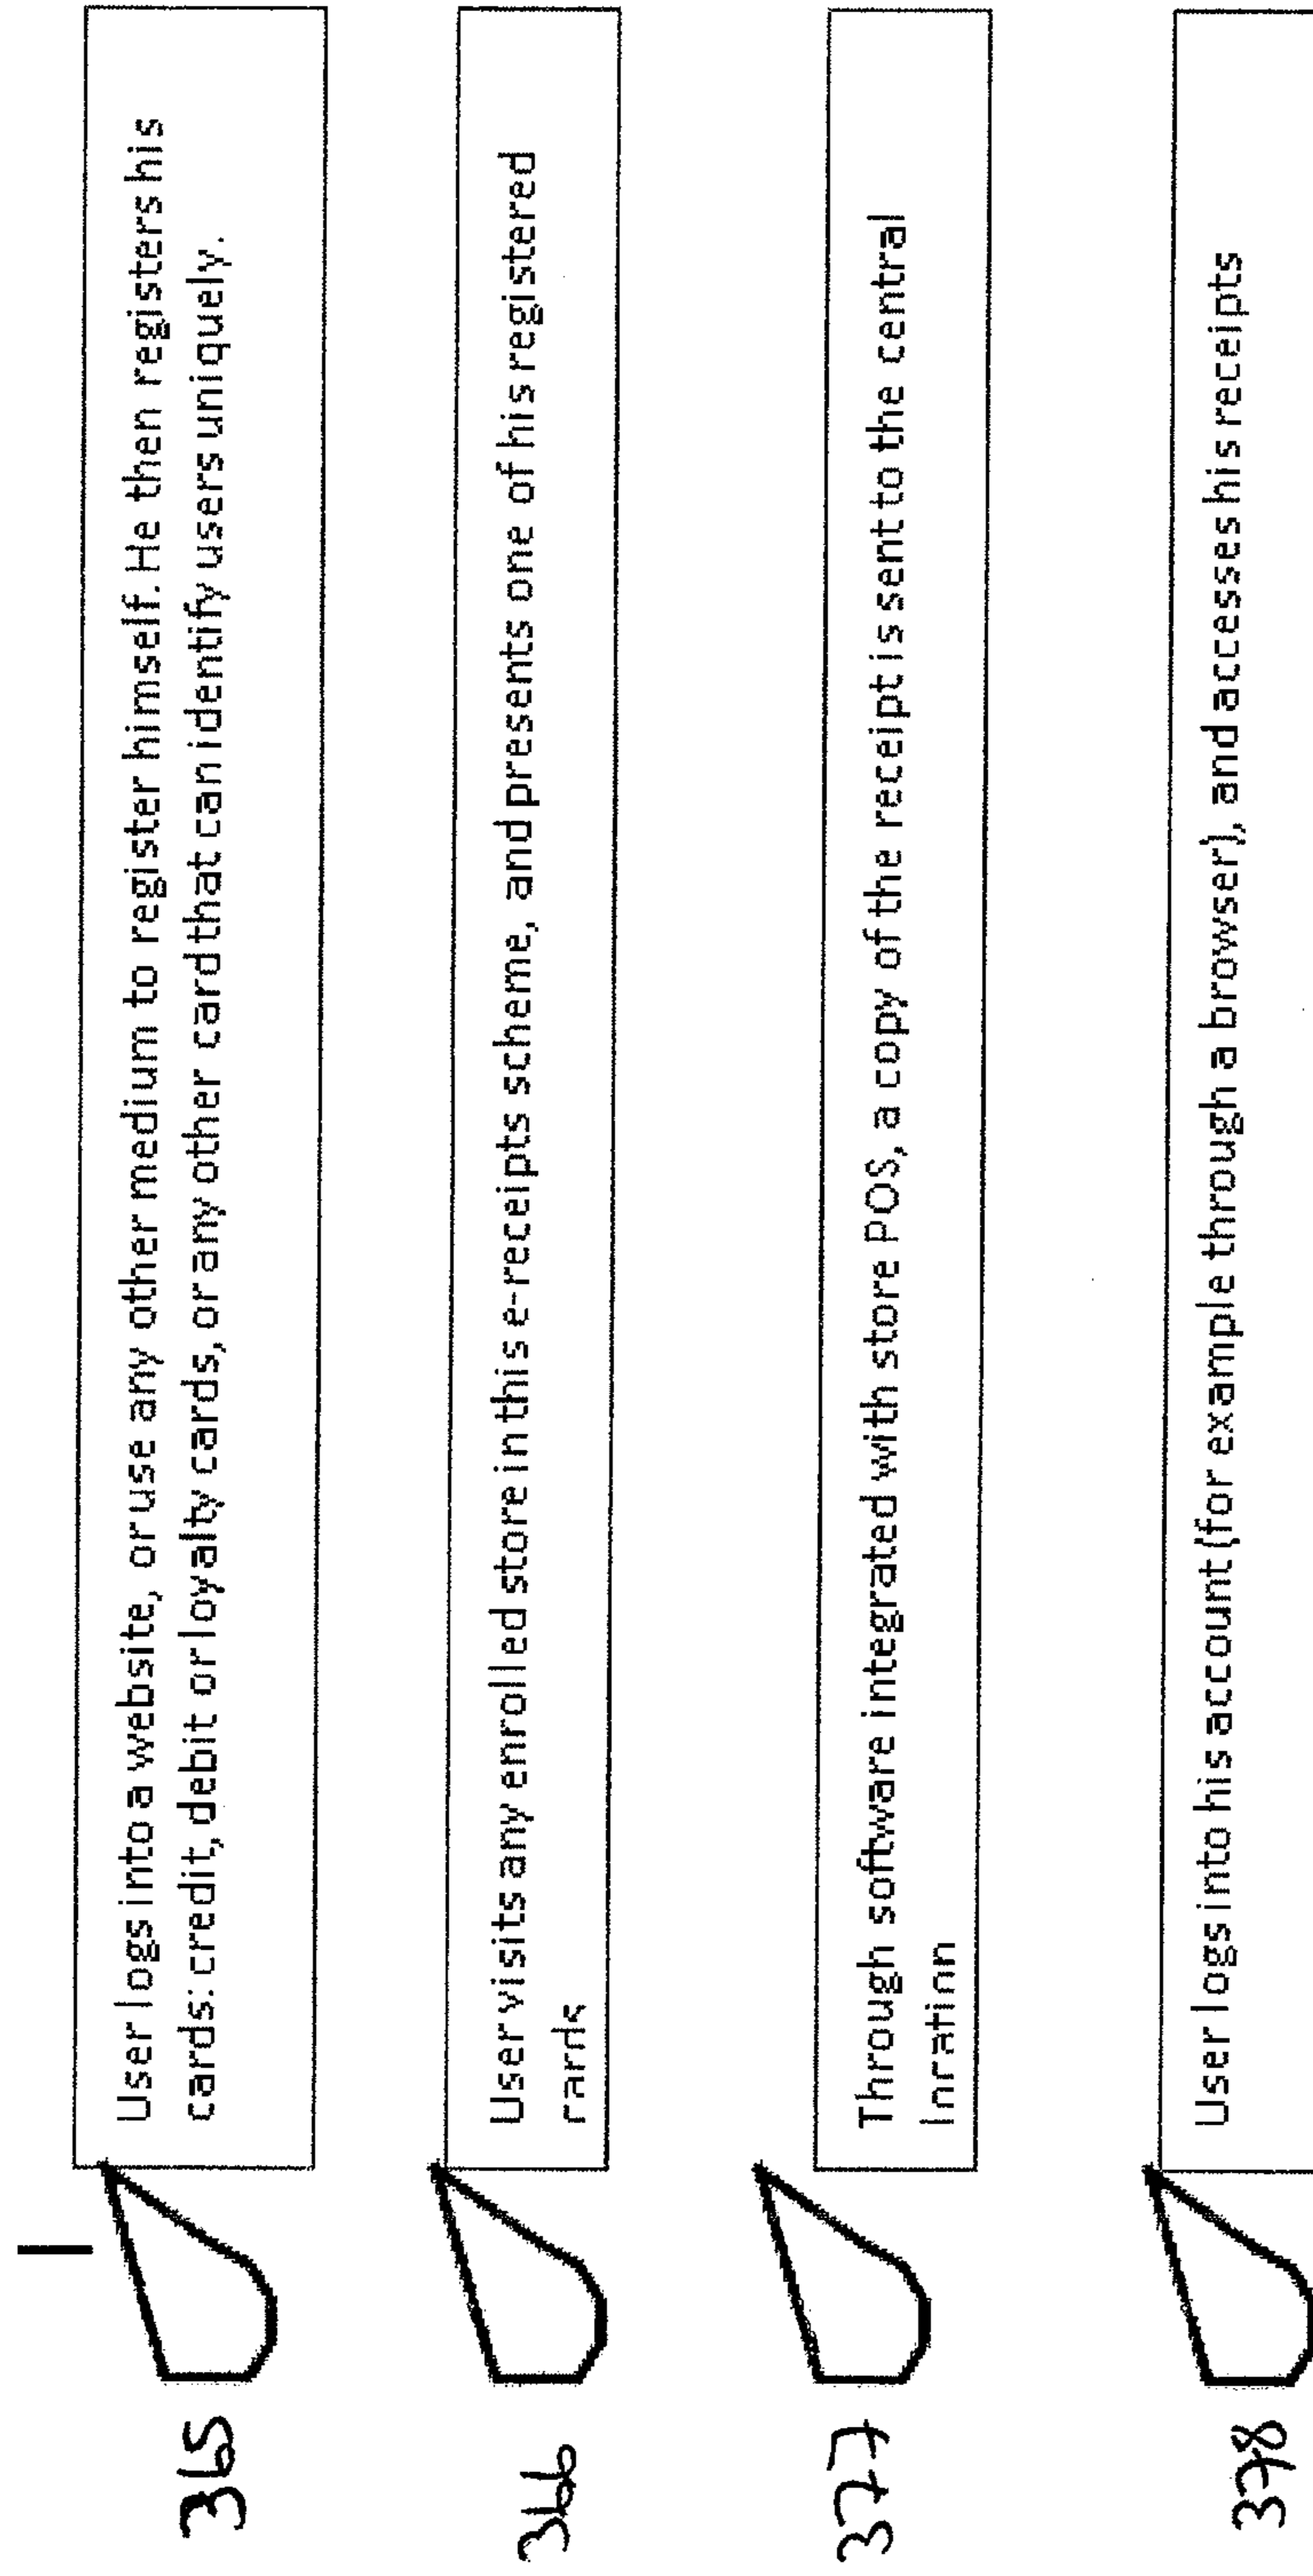 365
User logs into a website, or use any other medium to register himself. He then registers his
cards: credit, debit or loyalty cards, or any other card that can identify users uniquely.
366
User visits any enrolled store in this e-receipts scheme, and presents one of his registered
cards
377
Through software integrated with store POS, a copy of the receipt is sent to the central
location
378
User logs into his account (for example through a browser), and accesses his receipts